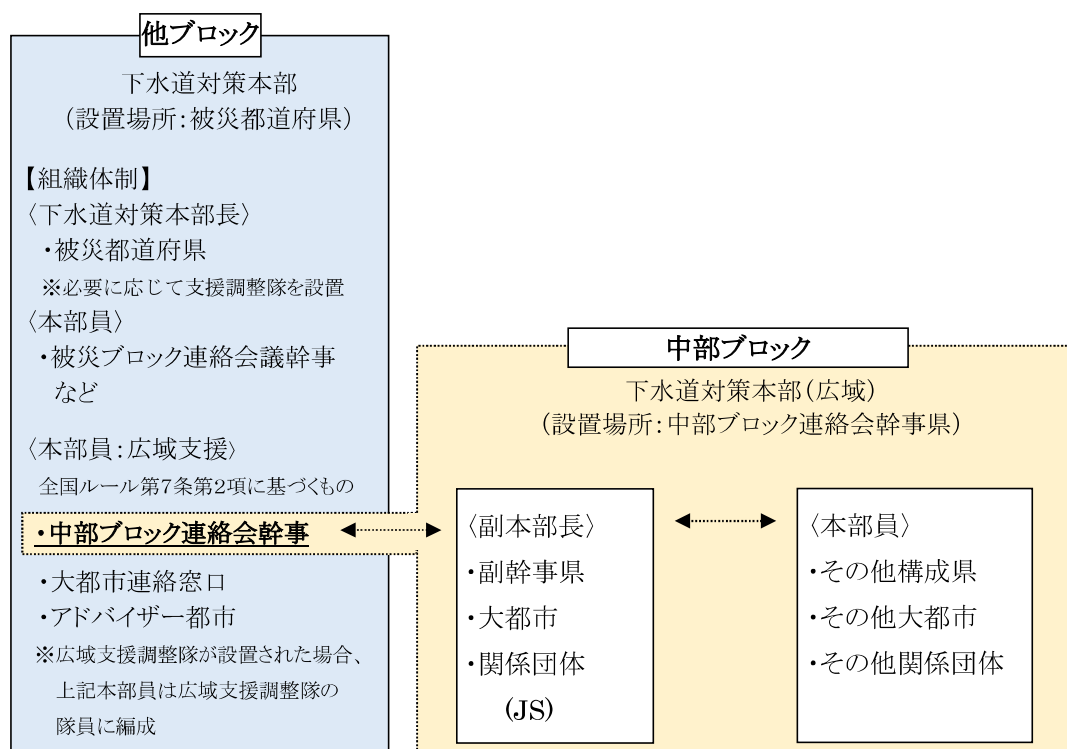 他ブロック
下水道対策本部
（設置場所：被災都道府県）
【組織体制】
〈下水道対策本部長〉
・被災都道府県
※必要に応じて支援調整隊を設置
〈本部員〉
・被災ブロック連絡会議幹事
など
〈本部員：広域支援〉
全国ルール第7条第2項に基づくもの
・中部ブロック連絡会幹事
・大都市連絡窓口
・アドバイザー都市
※広域支援調整隊が設置された場合、
上記本部員は広域支援調整隊の
隊員に編成
中部ブロック
下水道対策本部（広域）
（設置場所：中部ブロック連絡会幹事県）
〈副本部長〉
・副幹事県
・大都市
・関係団体
(JS)
〈本部員〉
・その他構成県
・その他大都市
・その他関係団体